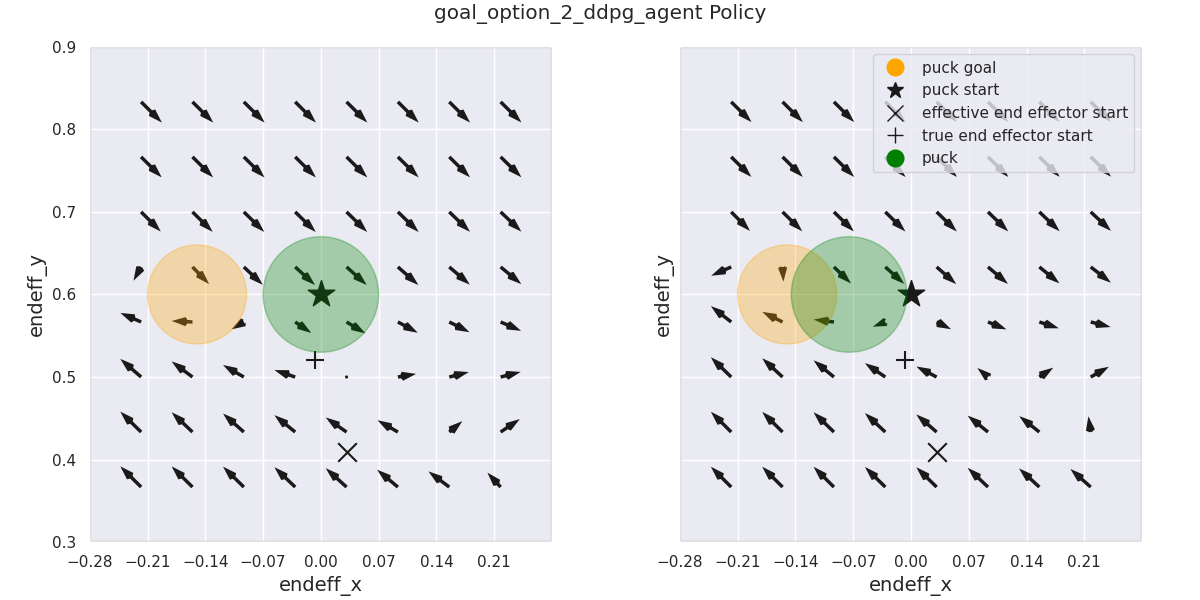 goal_option_2_ddpg_agent Policy
endeff_y
0.9
0.8
0.7
0.6
0.5
0.4
0.3
−0.28 −0.21 −0.14 −0.07 0.00 0.07 0.14 0.21
endeff_x
puck goal
puck start
effective end effector start
true end effector start
puck
endeff_y
−0.28 −0.21 −0.14 −0.07 0.00 0.07 0.14 0.21
endeff_x